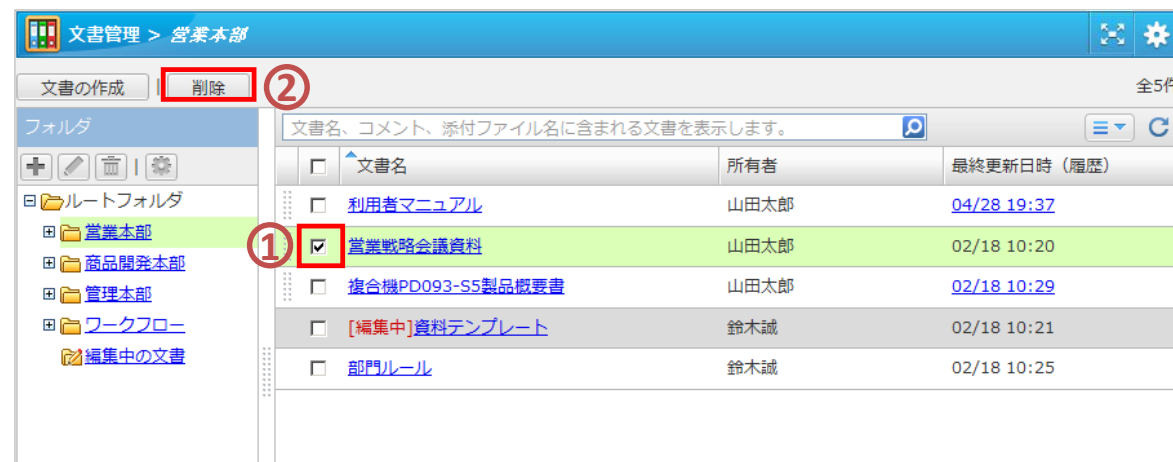 文書管理 > 営業本部
文書の作成 | 削除 ②
全5件
フォルダ
文書名、コメント、添付ファイル名に含まれる文書を表示します。
文書名 所有者 最終更新日時（履歴）
ルートフォルダ
営業本部
商品開発本部
管理本部
ワークフロー
編集中の文書
利用者マニュアル 山田太郎 04/28 19:37
① 営業戦略会議資料 山田太郎 02/18 10:20
複合機PD093-S5製品概要書 山田太郎 02/18 10:29
[編集中]資料テンプレート 鈴木誠 02/18 10:21
部門ルール 鈴木誠 02/18 10:25